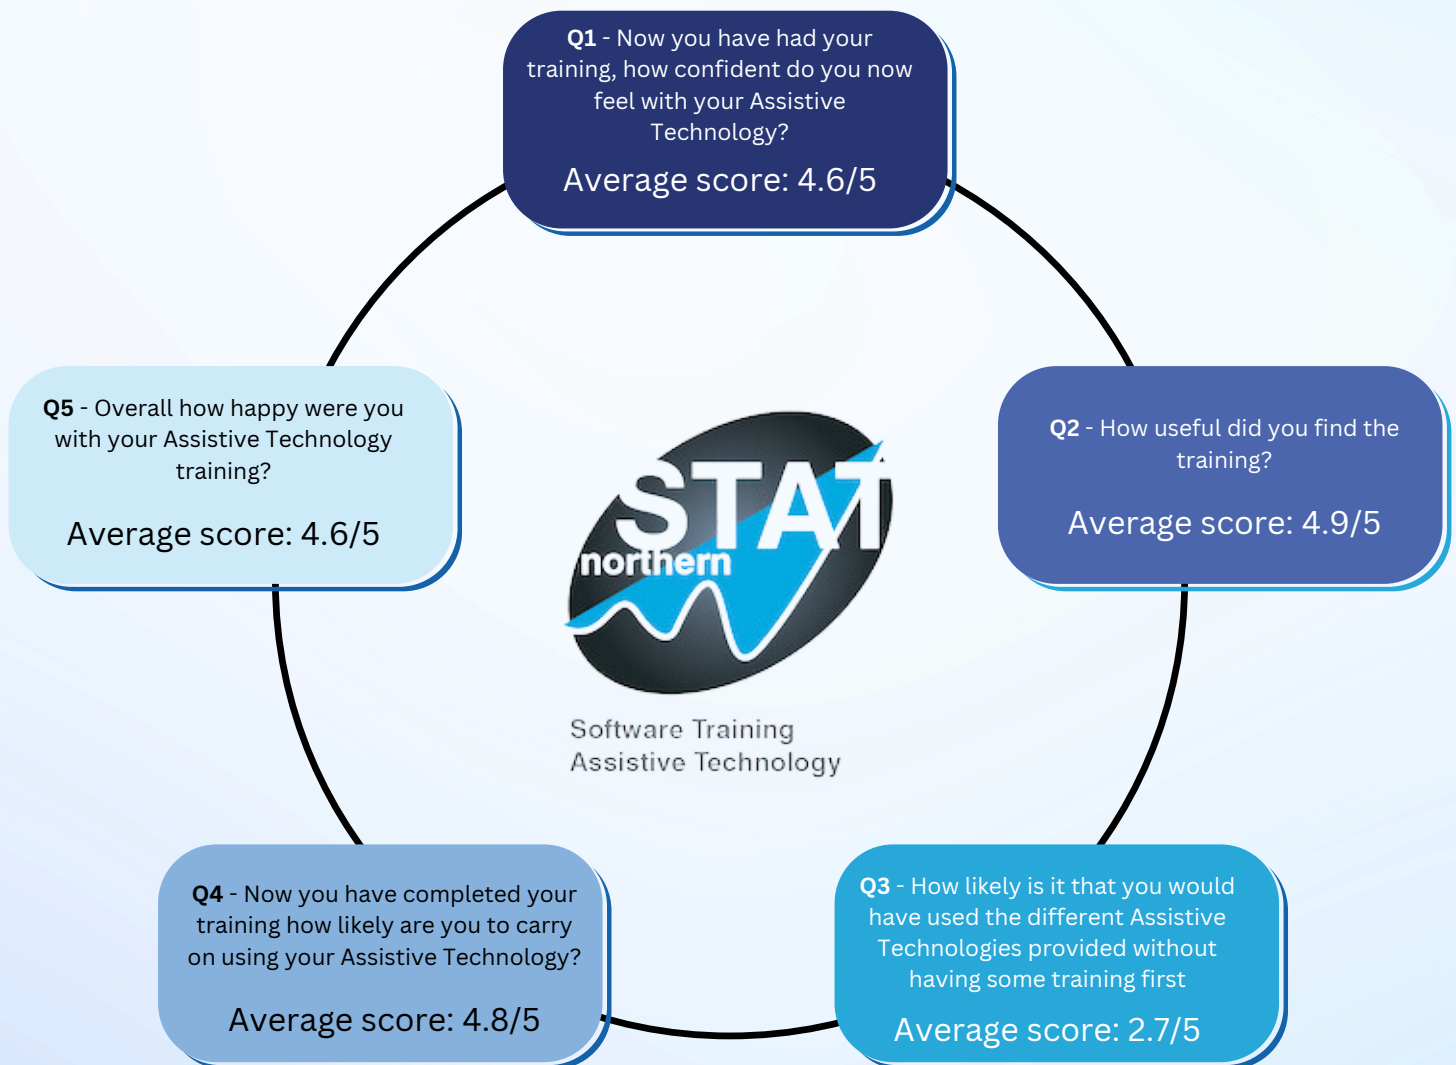 Q1 - Now you have had your
training, how confident do you now
feel with your Assistive
Technology?
Average score: 4.6/5
Q5 - Overall how happy were you
with your Assistive Technology
training?
Average score: 4.6/5
Q2 - How useful did you find the
training?
Average score: 4.9/5
STAT
northern
Software Training
Assistive Technology
Q4 - Now you have completed your
training how likely are you to carry
on using your Assistive Technology?
Average score: 4.8/5
Q3 - How likely is it that you would
have used the different Assistive
Technologies provided without
having some training first
Average score: 2.7/5